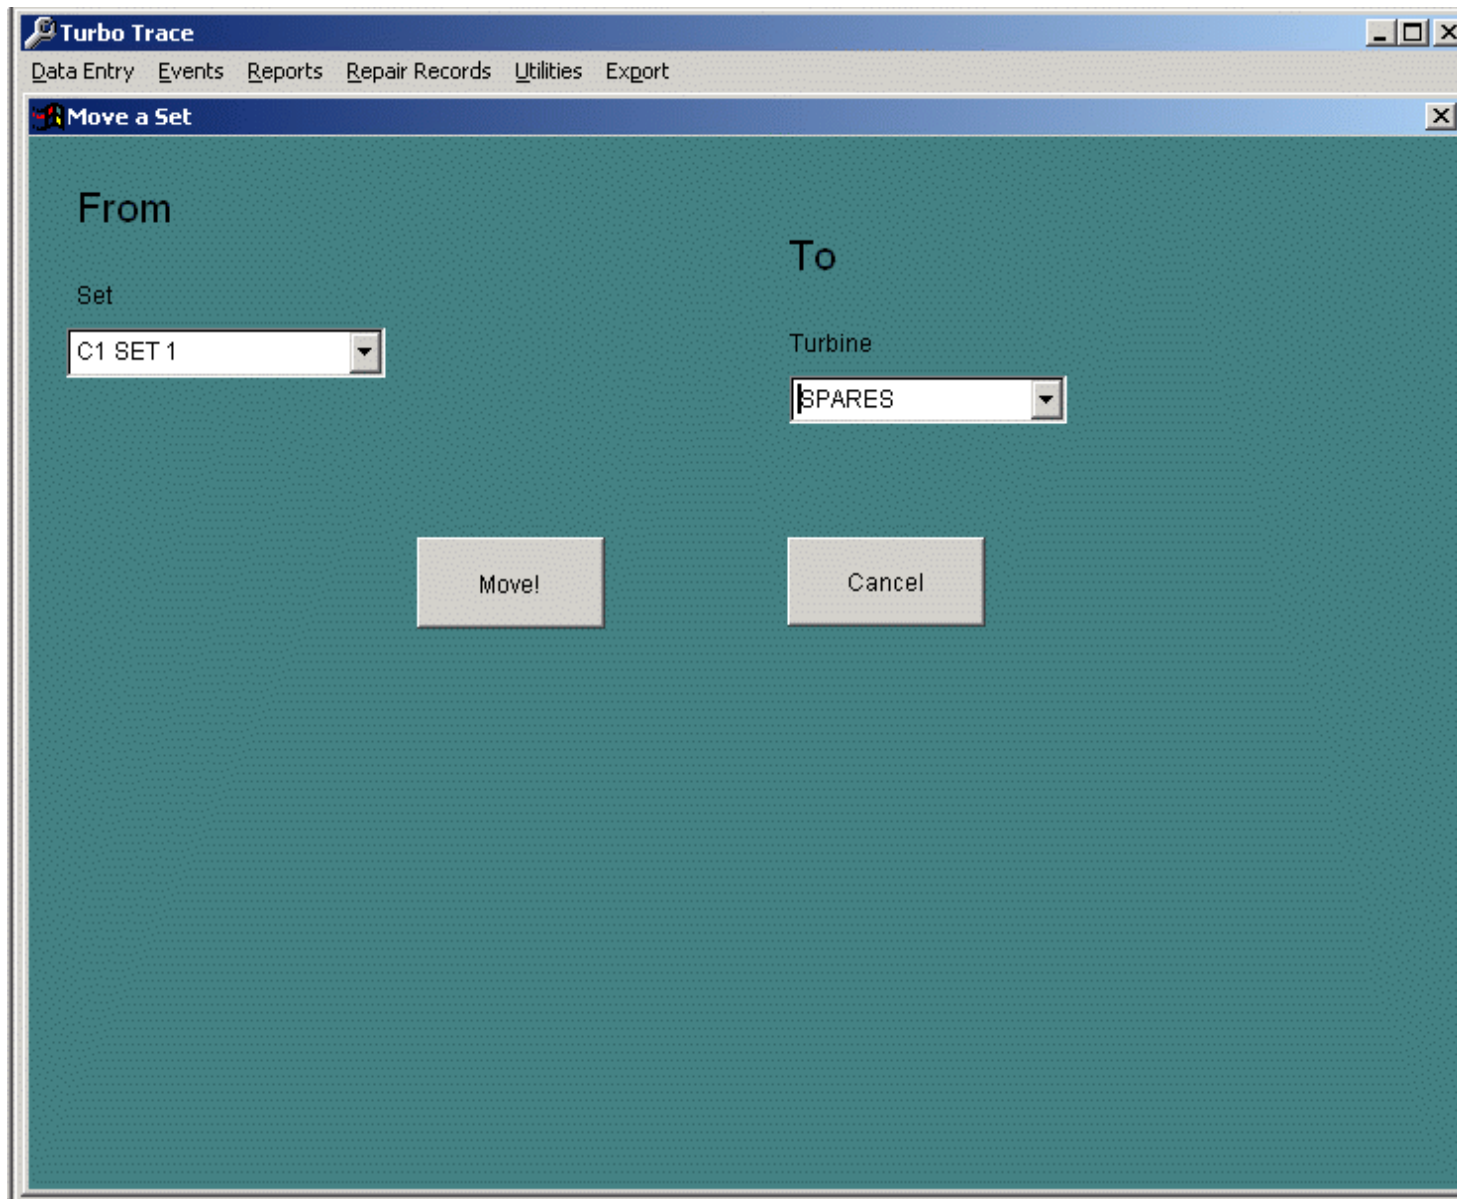 Turbo Trace
Data Entry Events Reports Repair Records Utilities Export
Move a Set
From
To
Set
Turbine
C1 SET 1
SPARES
Move!
Cancel